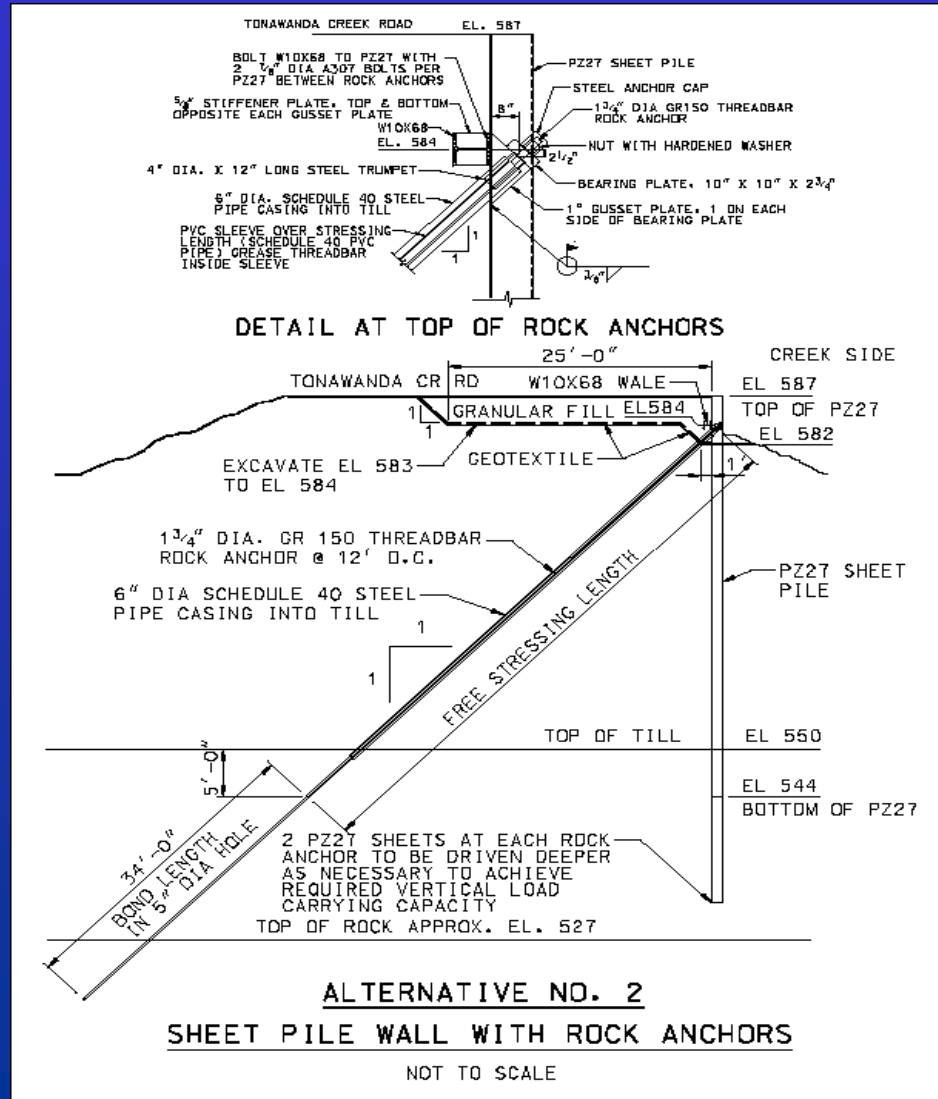 TONAWANDA CREEK ROAD
EL. 587
BOLT W10X68 TO PZ27 WITH
2 7/8" DIA A307 BOLTS PER
PZ27 BETWEEN ROCK ANCHORS
5/8" STIFFENER PLATE. TOP & BOTTOM
OPPOSITE EACH GUSSET PLATE
W10X68
EL. 584
4" DIA. X 12" LONG STEEL TRUMPET
6" DIA. SCHEDULE 40 STEEL
PIPE CASING INTO TILL
PVC SLEEVE OVER STRESSING
LENGTH (SCHEDULE 40 PVC
PIPE) GREASE THREADBAR
INSIDE SLEEVE
8"
PZ27 SHEET PILE
STEEL ANCHOR CAP
1 3/4" DIA GR150 THREADBAR
ROCK ANCHOR
NUT WITH HARDENED WASHER
2 1/2"
BEARING PLATE. 10" X 10" X 2 3/4"
1" GUSSET PLATE. 1 ON EACH
SIDE OF BEARING PLATE
1
1
DETAIL AT TOP OF ROCK ANCHORS
25'-0"
CREEK SIDE
TONAWANDA CR RD
W10X68 WALE
EL 587
TOP OF PZ27
1
1
GRANULAR FILL
EL584
EL 582
EXCAVATE EL 583
TO EL 584
GEOTEXTILE
1'
1 3/4" DIA. GR 150 THREADBAR
ROCK ANCHOR @ 12' O.C.
6" DIA SCHEDULE 40 STEEL
PIPE CASING INTO TILL
PZ27 SHEET
PILE
1
1
FREE STRESSING LENGTH
TOP OF TILL
EL 550
5'-0"
EL 544
BOTTOM OF PZ27
34'-0"
BOND LENGTH
IN 5" DIA HOLE
2 PZ27 SHEETS AT EACH ROCK
ANCHOR TO BE DRIVEN DEEPER
AS NECESSARY TO ACHIEVE
REQUIRED VERTICAL LOAD
CARRYING CAPACITY
TOP OF ROCK APPROX. EL. 527
ALTERNATIVE NO. 2
SHEET PILE WALL WITH ROCK ANCHORS
NOT TO SCALE